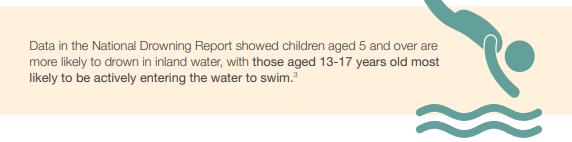 Data in the National Drowning Report showed children aged 5 and over are
more likely to drown in inland water, with those aged 13-17 years old most
likely to be actively entering the water to swim.3